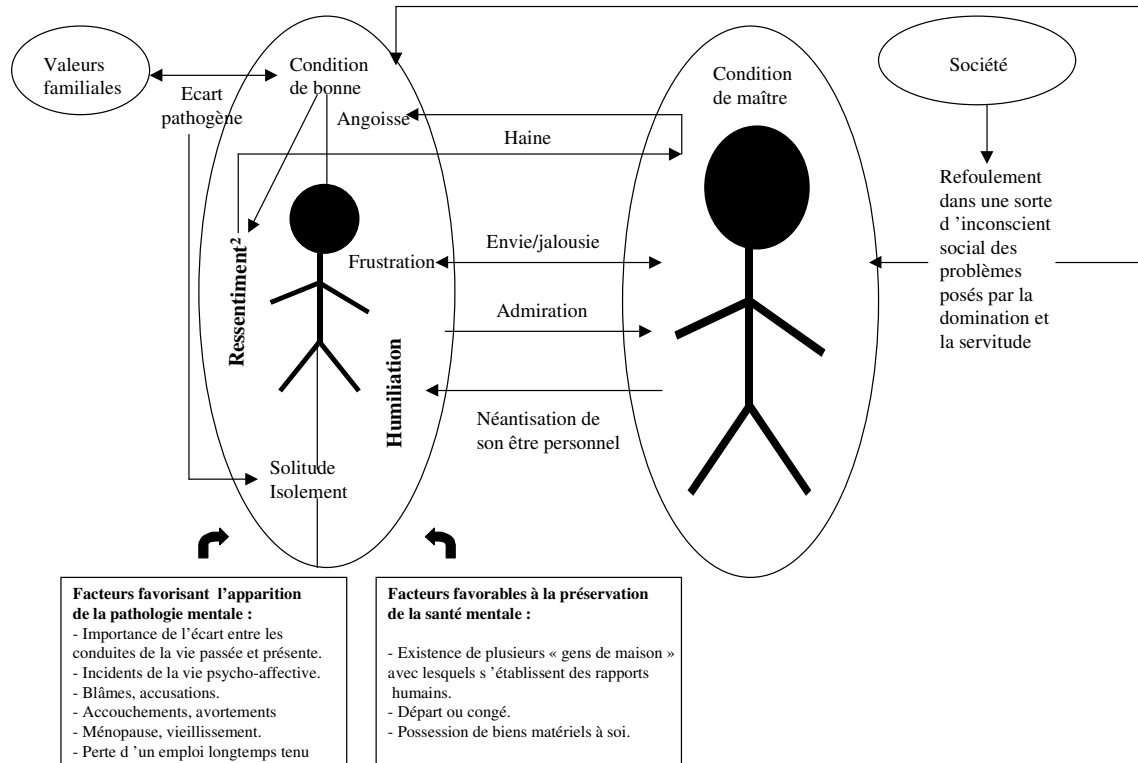 Valeurs
familiales
Condition
de bonne
Ecart
pathogène
Angoisse
Haine
Condition
de maître
Société
Refoulement
dans une sorte
d ’inconscient
social des
problèmes
posés par la
domination et
la servitude
Ressentiment²
Frustration
Envie/jalousie
Admiration
Humiliation
Néantisation de
son être personnel
Solitude
Isolement
Facteurs favorisant l’apparition
de la pathologie mentale :
- Importance de l’écart entre les
conduites de la vie passée et présente.
- Incidents de la vie psycho-affective.
- Blâmes, accusations.
- Accouchements, avortements
- Ménopause, vieillissement.
- Perte d ’un emploi longtemps tenu
Facteurs favorables à la préservation
de la santé mentale :
- Existence de plusieurs « gens de maison »
avec lesquels s ’établissent des rapports
humains.
- Départ ou congé.
- Possession de biens matériels à soi.